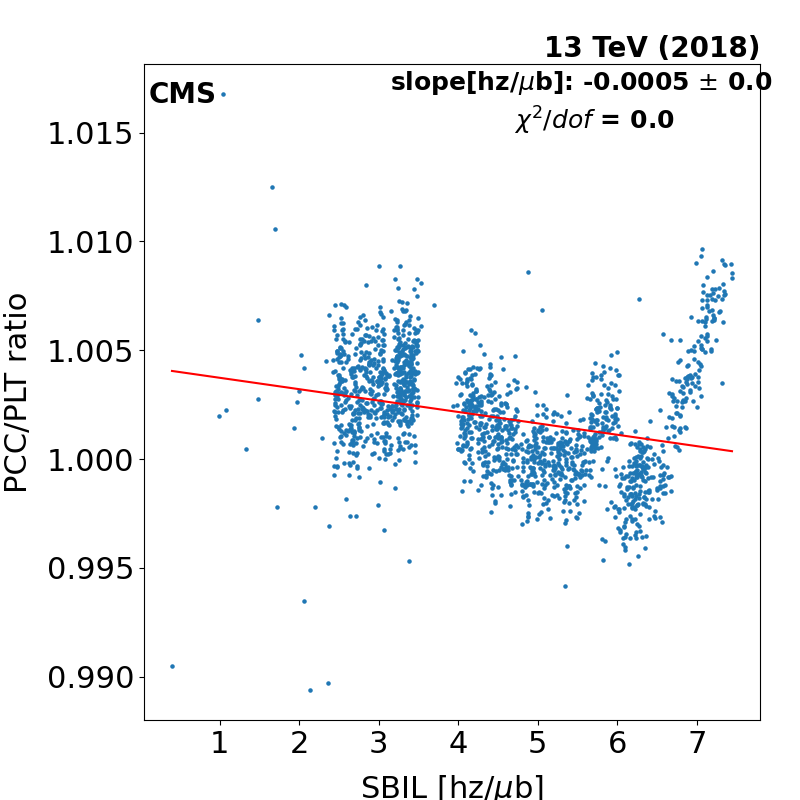 13 TeV (2018)
slope[hz/μb]: -0.0005 ± 0.0
CMS
χ²/dof = 0.0
1.015
1.010
1.005
1.000
0.995
0.990
PCC/PLT ratio
1 2 3 4 5 6 7
SBIL [hz/μb]